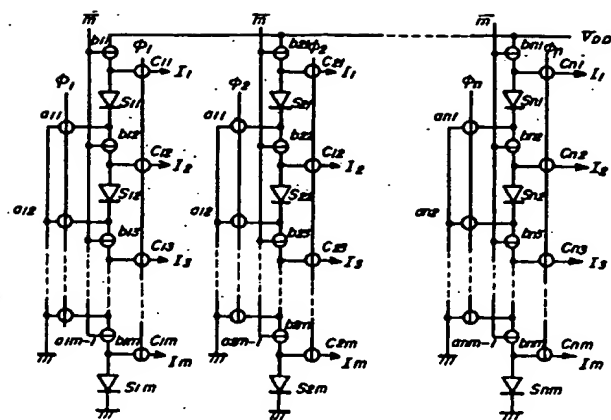 m̅ ϕ1 m̅ ϕ2 m̅ ϕn VDD
b11 C11 I1 b21 C21 I1 bn1 Cn1 I1
ϕ1 S11 ϕ2 S21 ϕn Sn1
a11 b12 C12 I2 a11 b22 C12 I2 an1 bn2 Cn2 I2
a12 S12 a12 S22 an2 Sn2
b13 C13 I3 b23 C23 I3 bn3 Cn3 I3
a1m-1 b1m C1m Im a2m-1 b2m C2m Im anm-1 bnm Cnm Im
S1m S2m Snm